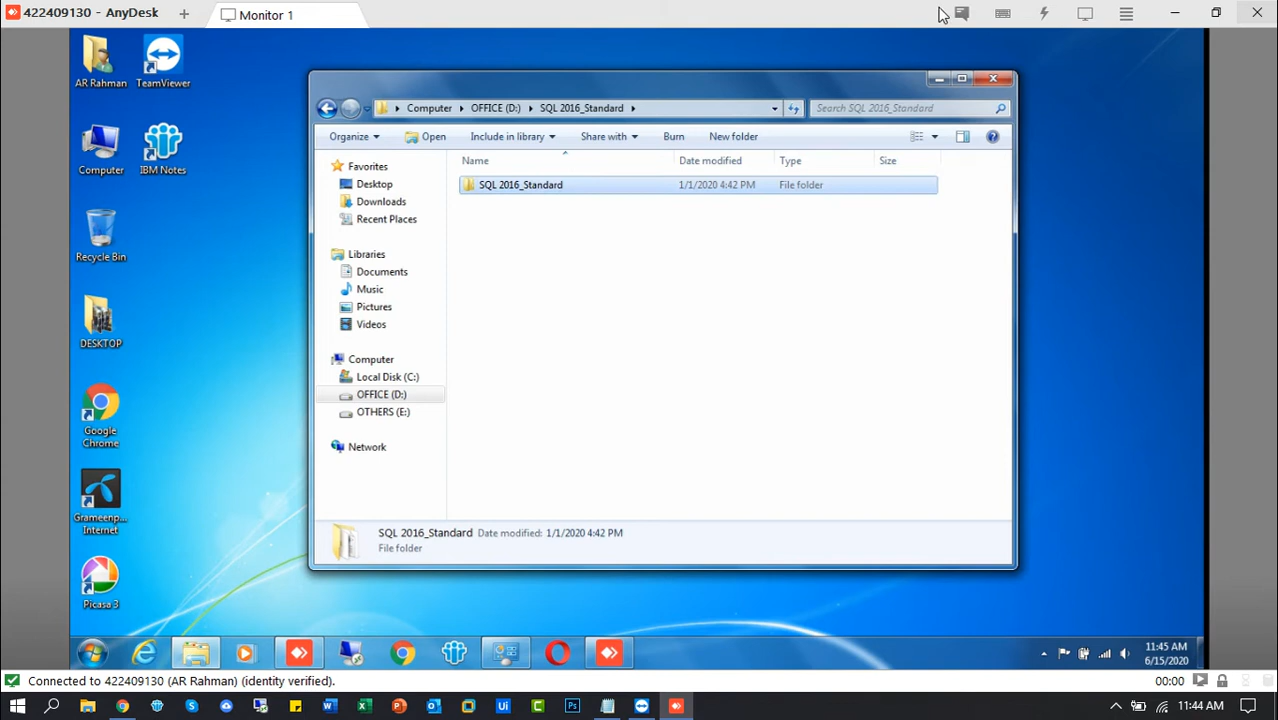 422409130 - AnyDesk
Monitor 1
AR Rahman
TeamViewer
Computer
IBM Notes
Recycle Bin
DESKTOP
Google
Chrome
Grameenp...
Internet
Picasa 3
Computer
OFFICE (D:)
SQL 2016_Standard
Search SQL 2016_Standard
Organize
Open
Include in library
Share with
Burn
New folder
Favorites
Desktop
Downloads
Recent Places
Libraries
Documents
Music
Pictures
Videos
Computer
Local Disk (C:)
OFFICE (D:)
OTHERS (E:)
Network
Name Date modified Type Size
SQL 2016_Standard 1/1/2020 4:42 PM File folder
SQL 2016_Standard Date modified: 1/1/2020 4:42 PM
File folder
11:45 AM
6/15/2020
Connected to 422409130 (AR Rahman) (identity verified).
00:00
11:44 AM